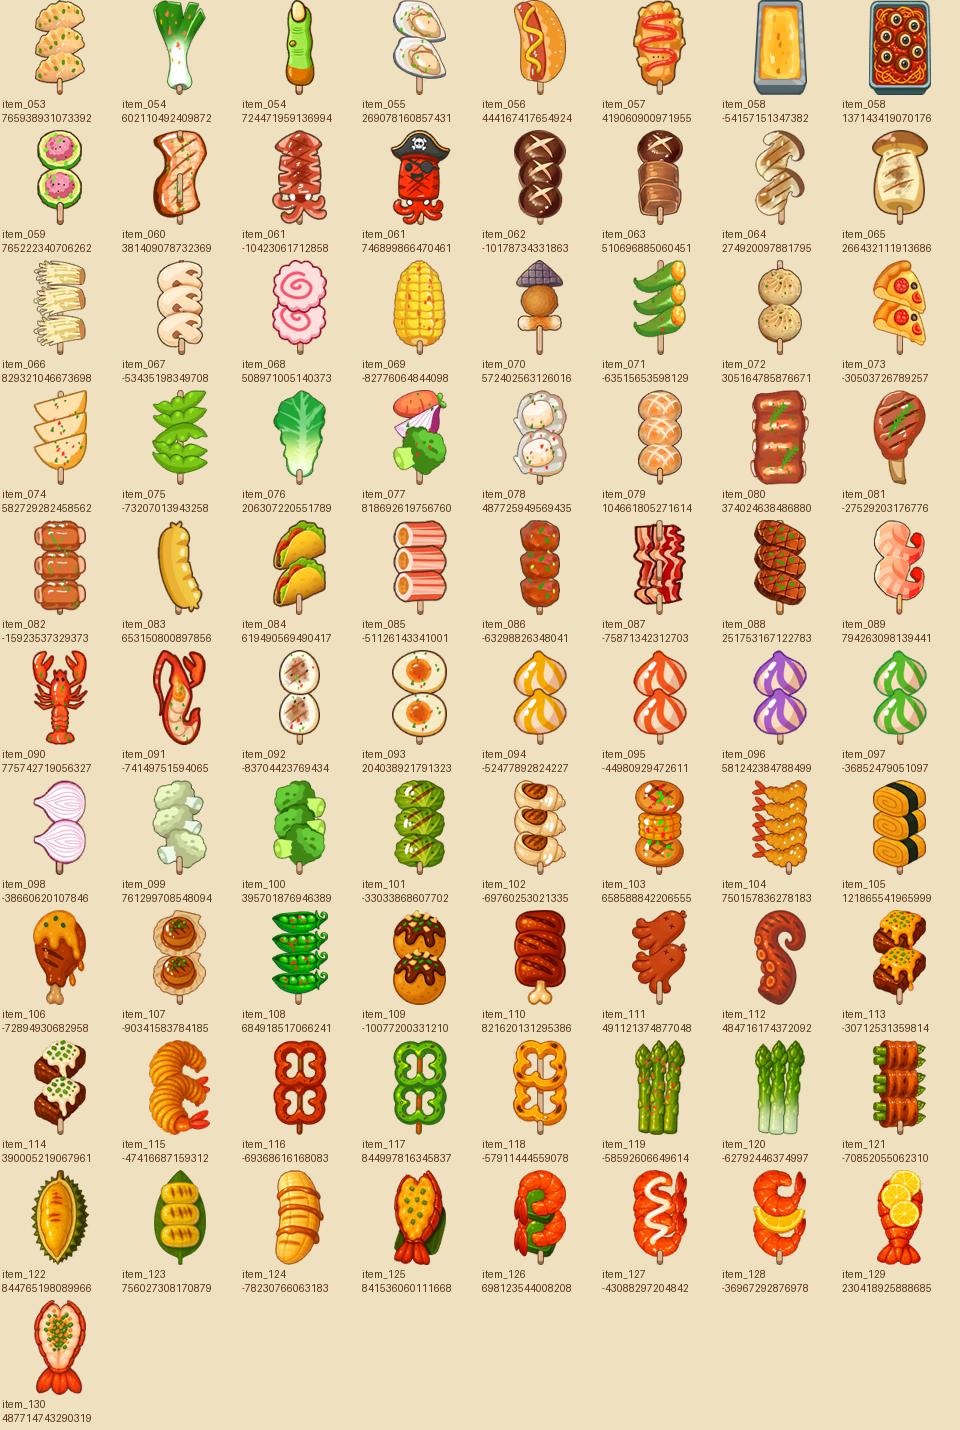 item_053 item_054 item_054 item_055 item_056 item_057 item_058 item_058
765938931073392 602110492409872 724471959136994 269078160857431 444167417654924 419060900971955 -54157151347382 137143419070176
item_059 item_060 item_061 item_061 item_062 item_063 item_064 item_065
765222340706262 381409078732369 -10423061712858 746899866470461 -10178734331863 510696885060451 274920097881795 266432111913686
item_066 item_067 item_068 item_069 item_070 item_071 item_072 item_073
829321046673698 -53435198349708 508971005140373 -82776064844098 572402563126016 -63515653598129 305164785876671 -30503726789257
item_074 item_075 item_076 item_077 item_078 item_079 item_080 item_081
582729282458562 -73207013943258 206307220551789 818692619756760 487725949569435 104661805271614 374024638486880 -27529203176776
item_082 item_083 item_084 item_085 item_086 item_087 item_088 item_089
-15923537329373 653150800897856 619490569490417 -51126143341001 -63298826348041 -75871342312703 251753167122783 794263098139441
item_090 item_091 item_092 item_093 item_094 item_095 item_096 item_097
775742719056327 -74149751594065 -83704423769434 204038921791323 -52477892824227 -44980929472611 581242384788499 -36852479051097
item_098 item_099 item_100 item_101 item_102 item_103 item_104 item_105
-38660620107846 761299708548094 395701876946389 -33033868607702 -69760253021335 658588842206555 750157836278183 121865541965999
item_106 item_107 item_108 item_109 item_110 item_111 item_112 item_113
-72894930682958 -90341583784185 684918517066241 -10077200331210 821620131295386 491121374877048 484716174372092 -30712531359814
item_114 item_115 item_116 item_117 item_118 item_119 item_120 item_121
390005219067961 -47416687159312 -69368616168083 844997816345837 -57911444559078 -58592606649614 -62792446374997 -70852055062310
item_122 item_123 item_124 item_125 item_126 item_127 item_128 item_129
844765198089966 756027308170879 -78230766063183 841536060111668 698123544008208 -43088297204842 -36967292876978 230418925888685
item_130
487714743290319